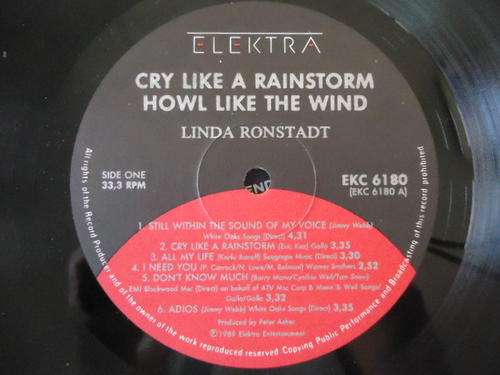 ELEKTRA
CRY LIKE A RAINSTORM
HOWL LIKE THE WIND
LINDA RONSTADT
SIDE ONE
33,3 RPM
EKC 6180
(EKC 6180 A)
END
1. STILL WITHIN THE SOUND OF MY VOICE (Jimmy Webb)
White Oaks Songs (Direct) 4,31
2. CRY LIKE A RAINSTORM (Eric Kaz) Gallo 3,35
3. ALL MY LIFE (Karla Bonoff) Seagrape Music (Direct) 3,30
4. I NEED YOU (P. Carrack/N. Lowe/M. Belmont) Warner Brothers 2,52
5. DON'T KNOW MUCH (Barry Mann/Cynthia Weil/Tom Snow)
EMI Blackwood Mac (Direct) on behalf of ATV Mac Corp & Mann & Weil Songs/
Gallo/Gallo 3,32
6. ADIOS (Jimmy Webb) White Oaks Songs (Direct) 3,35
Produced by Peter Asher
© 1989 Elektra Entertainment
All rights of the Record Producer and of the owner of the work reproduced reserved Copying Public Performance and Broadcasting of this record prohibited